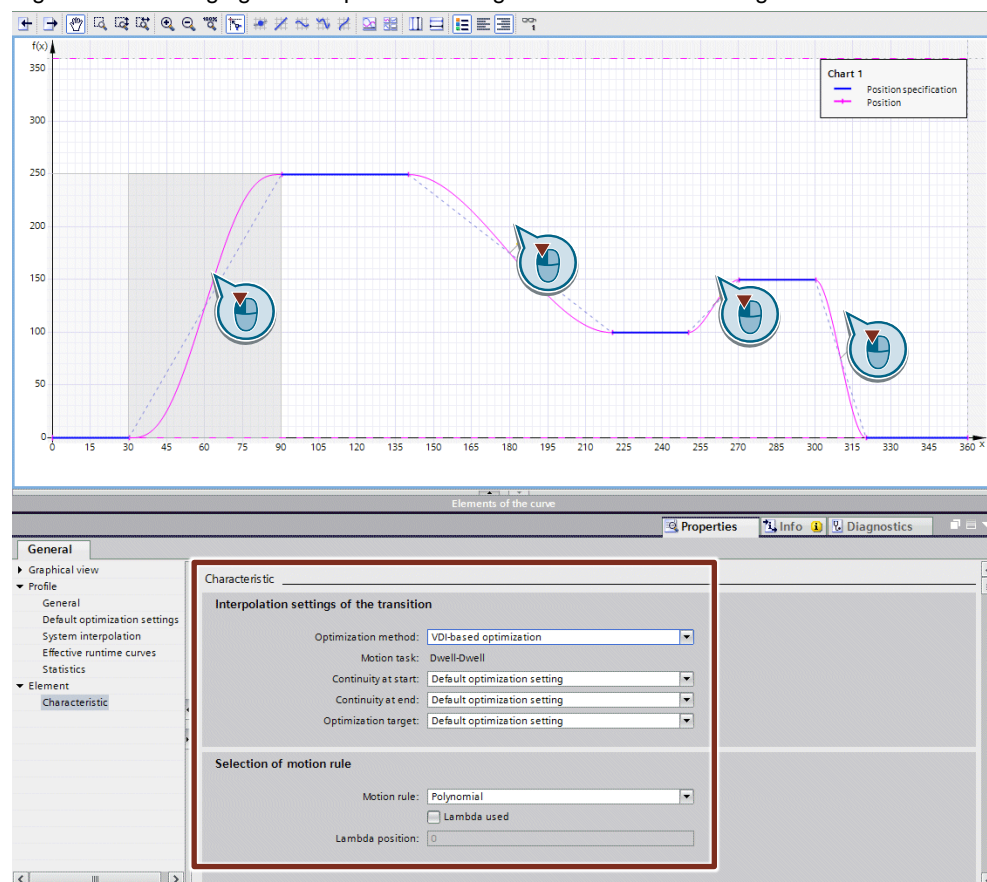 100%
f(x)
350
300
250
200
150
100
50
0
Chart 1
Position specification
Position
0 15 30 45 60 75 90 105 120 135 150 165 180 195 210 225 240 255 270 285 300 315 330 345 360 x
Elements of the curve
Properties Info Diagnostics
General
Graphical view
Profile
General
Default optimization settings
System interpolation
Effective runtime curves
Statistics
Element
Characteristic
Characteristic
Interpolation settings of the transition
Optimization method: VDI-based optimization
Motion task: Dwell-Dwell
Continuity at start: Default optimization setting
Continuity at end: Default optimization setting
Optimization target: Default optimization setting
Selection of motion rule
Motion rule: Polynomial
Lambda used
Lambda position: 0